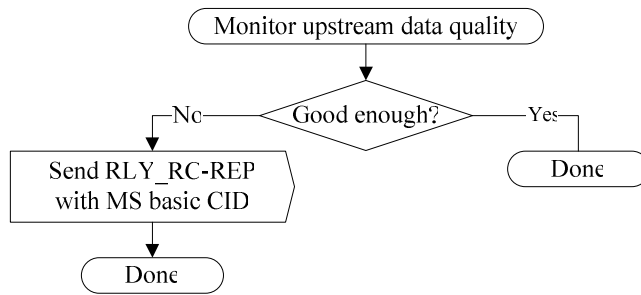 Monitor upstream data quality
No
Good enough?
Yes
Send RLY_RC-REP
with MS basic CID
Done
Done